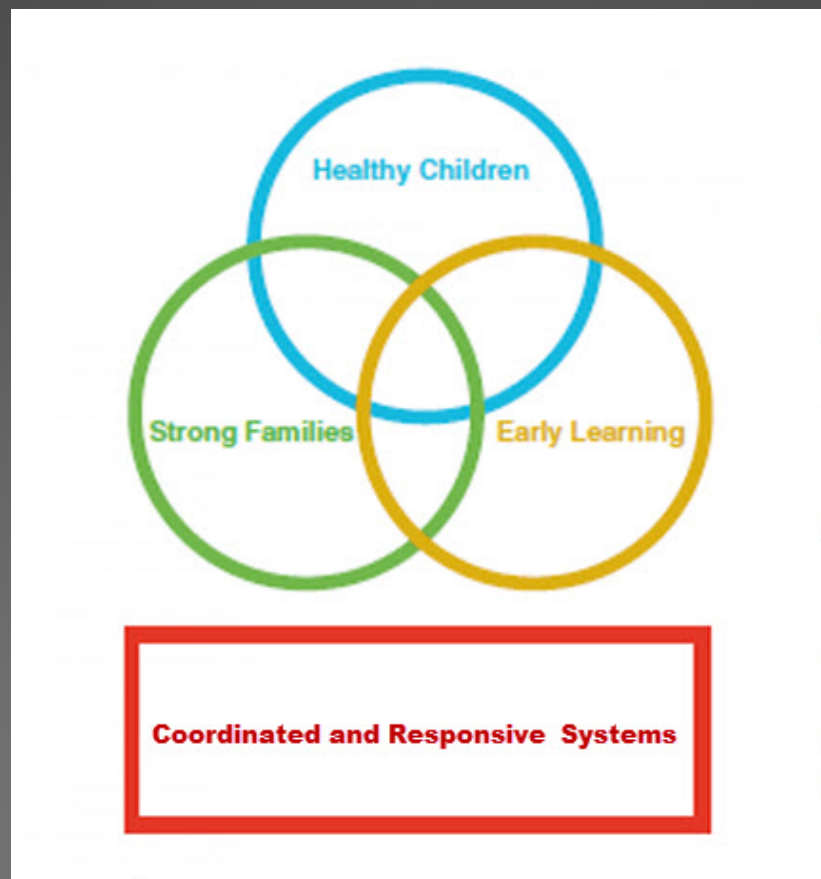 Healthy Children
Strong Families
Early Learning
Coordinated and Responsive Systems